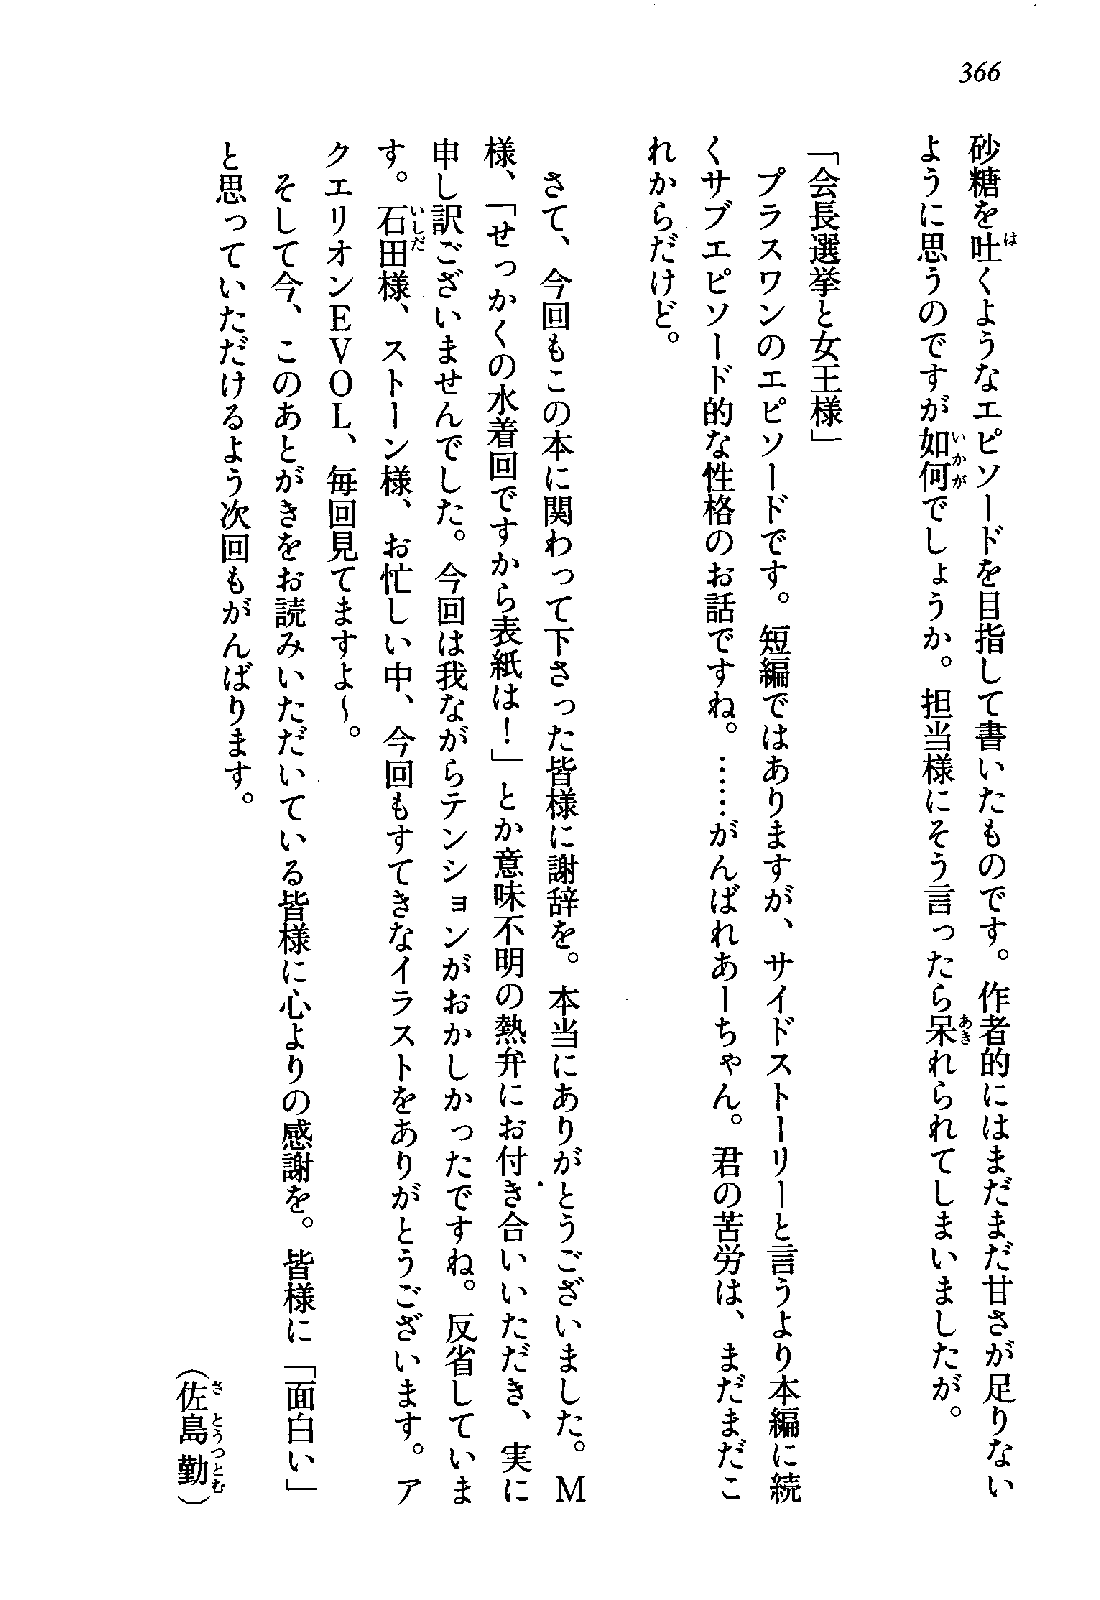 366
砂糖を吐くようなエピソードを目指して書いたものです。作者的にはまだまだ甘さが足りない
ように思うのですが如何でしょうか。担当様にそう言ったら呆れられてしまいましたが。
「会長選挙と女王様」
プラスワンのエピソードです。短編ではありますが、サイドストーリーと言うより本編に続
くサブエピソード的な性格のお話ですね。……がんばれあーちゃん。君の苦労は、まだまだこ
れからだけど。
さて、今回もこの本に関わって下さった皆様に謝辞を。本当にありがとうございました。M
様、「せっかくの水着回ですから表紙は！」とか意味不明の熱弁にお付き合いいただき、実に
申し訳ございませんでした。今回は我ながらテンションがおかしかったですね。反省していま
す。石田様、ストーン様、お忙しい中、今回もすてきなイラストをありがとうございます。ア
クエリオンEVOL、毎回見てますよ～。
そして今、このあとがきをお読みいただいている皆様に心よりの感謝を。皆様に「面白い」
と思っていただけるよう次回もがんばります。
（佐島 勤）